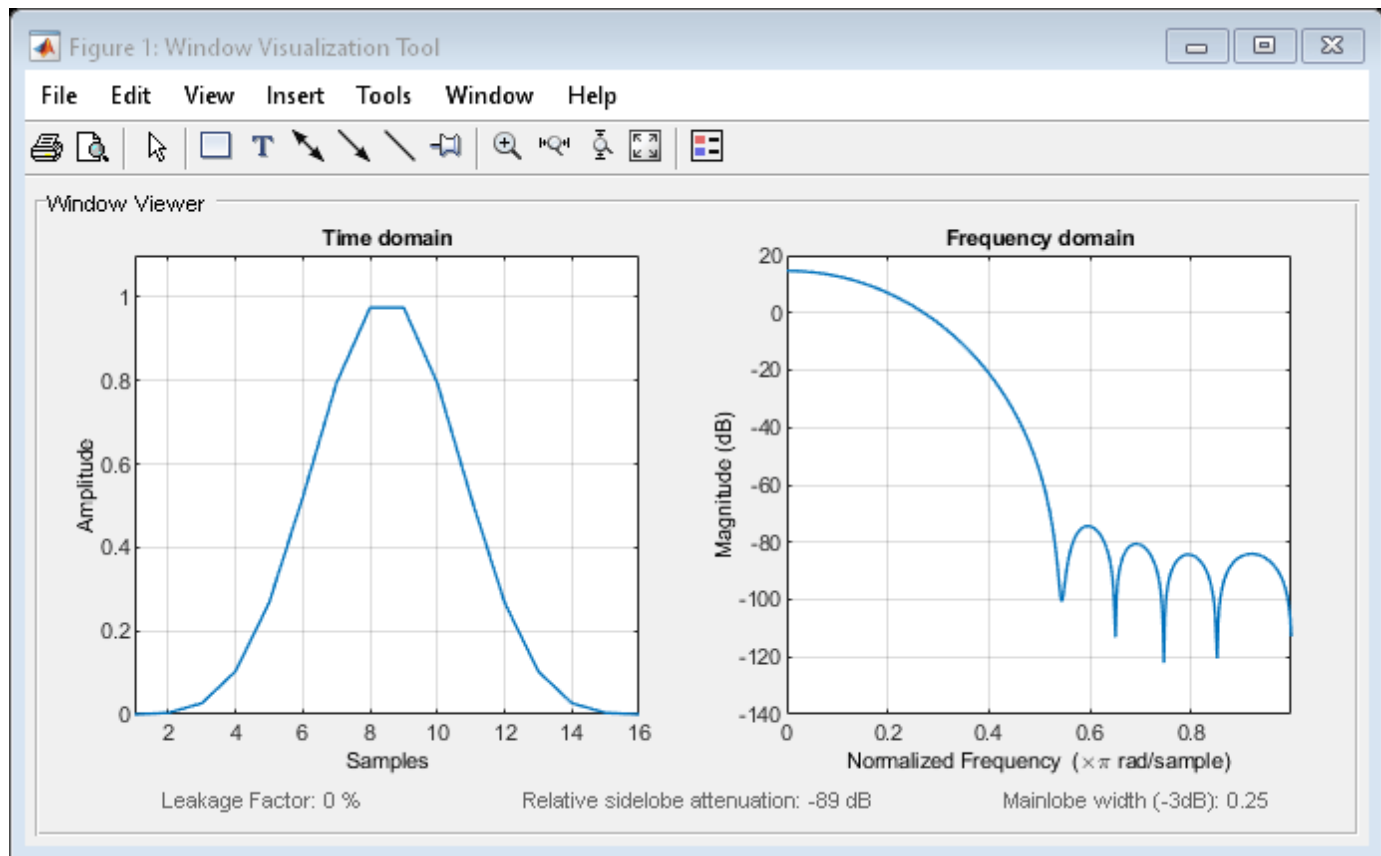 Figure 1: Window Visualization Tool
File Edit View Insert Tools Window Help
T
Window Viewer
Time domain
1
0.8
0.6
0.4
0.2
0
Amplitude
2 4 6 8 10 12 14 16
Samples
Frequency domain
20
0
-20
-40
-60
-80
-100
-120
-140
Magnitude (dB)
0 0.2 0.4 0.6 0.8
Normalized Frequency (×π rad/sample)
Leakage Factor: 0 % Relative sidelobe attenuation: -89 dB Mainlobe width (-3dB): 0.25